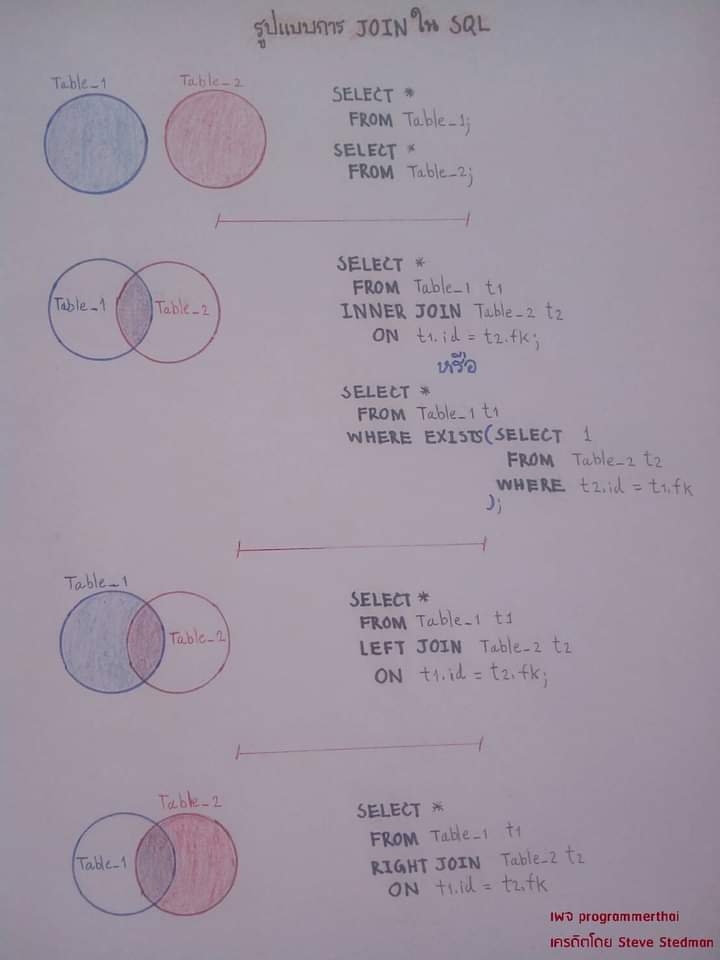 รูปแบบการ JOIN ใน SQL
Table_1
Table_2
SELECT *
FROM Table_1;
SELECT *
FROM Table_2;
Table_1
Table_2
SELECT *
FROM Table_1 t1
INNER JOIN Table_2 t2
ON t1.id = t2.fk;
หรือ
SELECT *
FROM Table_1 t1
WHERE EXISTS(SELECT 1
FROM Table_2 t2
WHERE t2.id = t1.fk
);
Table_1
Table_2
SELECT *
FROM Table_1 t1
LEFT JOIN Table_2 t2
ON t1.id = t2.fk;
Table_2
Table_1
SELECT *
FROM Table_1 t1
RIGHT JOIN Table_2 t2
ON t1.id = t2.fk
เพจ programmerthai
เครดิตโดย Steve Stedman